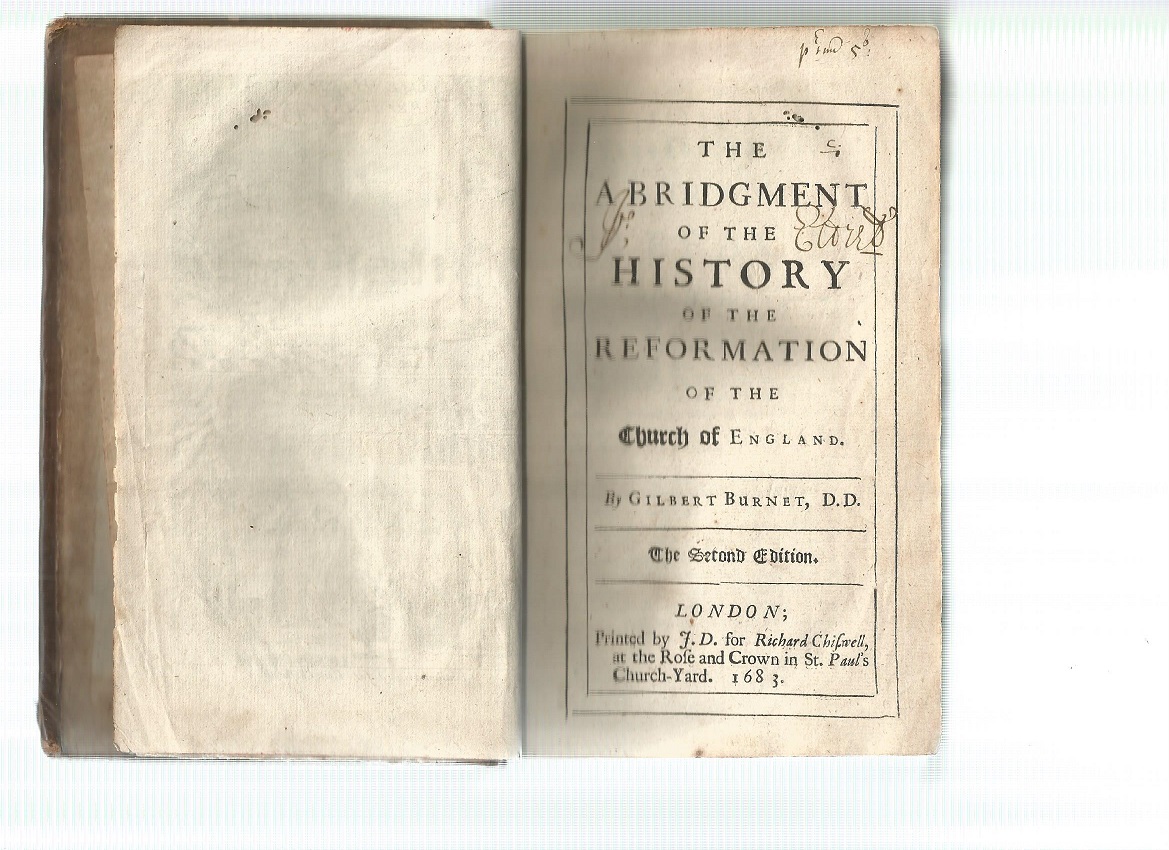 THE
ABRIDGMENT
OF THE
HISTORY
OF THE
REFORMATION
OF THE
Church of ENGLAND.
By GILBERT BURNET, D.D.
The Second Edition.
LONDON;
Printed by J. D. for Richard Chiſwell,
at the Roſe and Crown in St. Paul's
Church-Yard. 1683.